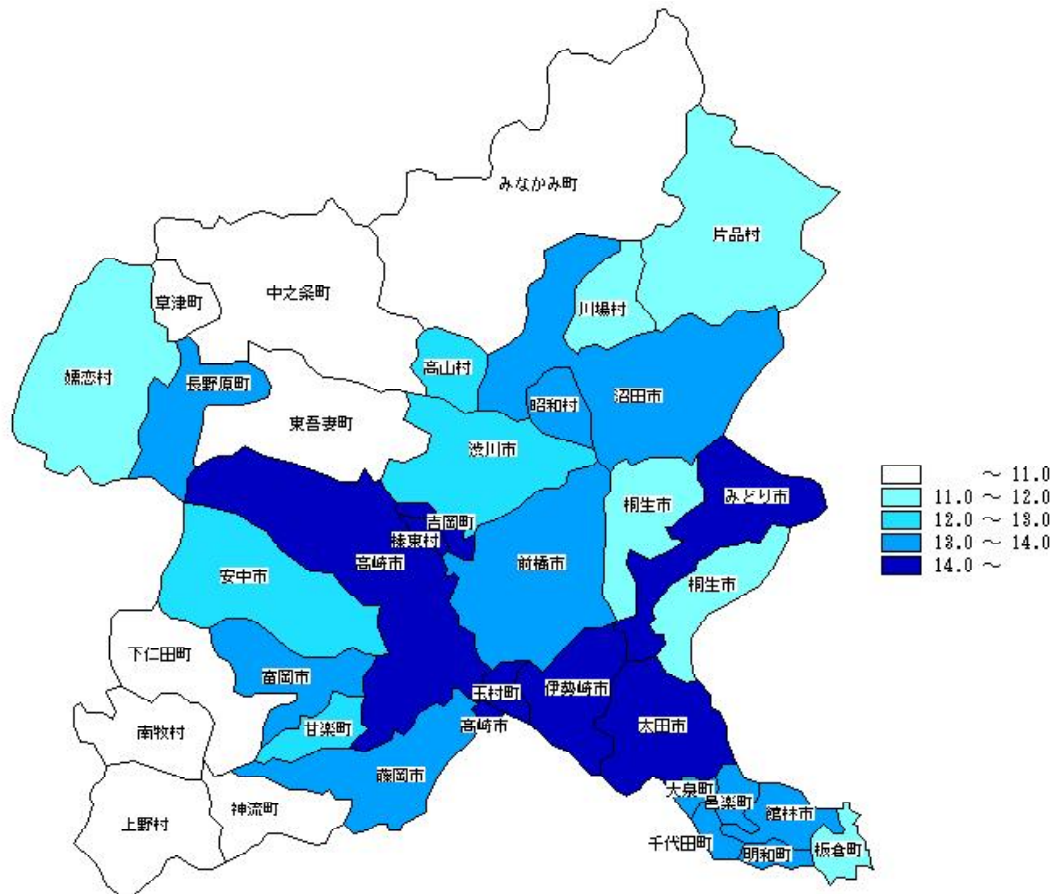 みなかみ町
片品村
中之条町
草津町
川場村
嬬恋村
高山村
長野原町
昭和村
沼田市
東吾妻町
渋川市
～ 11.0
11.0 ～ 12.0
12.0 ～ 13.0
13.0 ～ 14.0
14.0 ～
みどり市
桐生市
吉岡町
榛東村
高崎市
前橋市
安中市
桐生市
下仁田町
富岡市
玉村町
伊勢崎市
南牧村
甘楽町
高崎市
太田市
藤岡市
大泉町
邑楽町
神流町
館林市
上野村
千代田町
明和町
板倉町